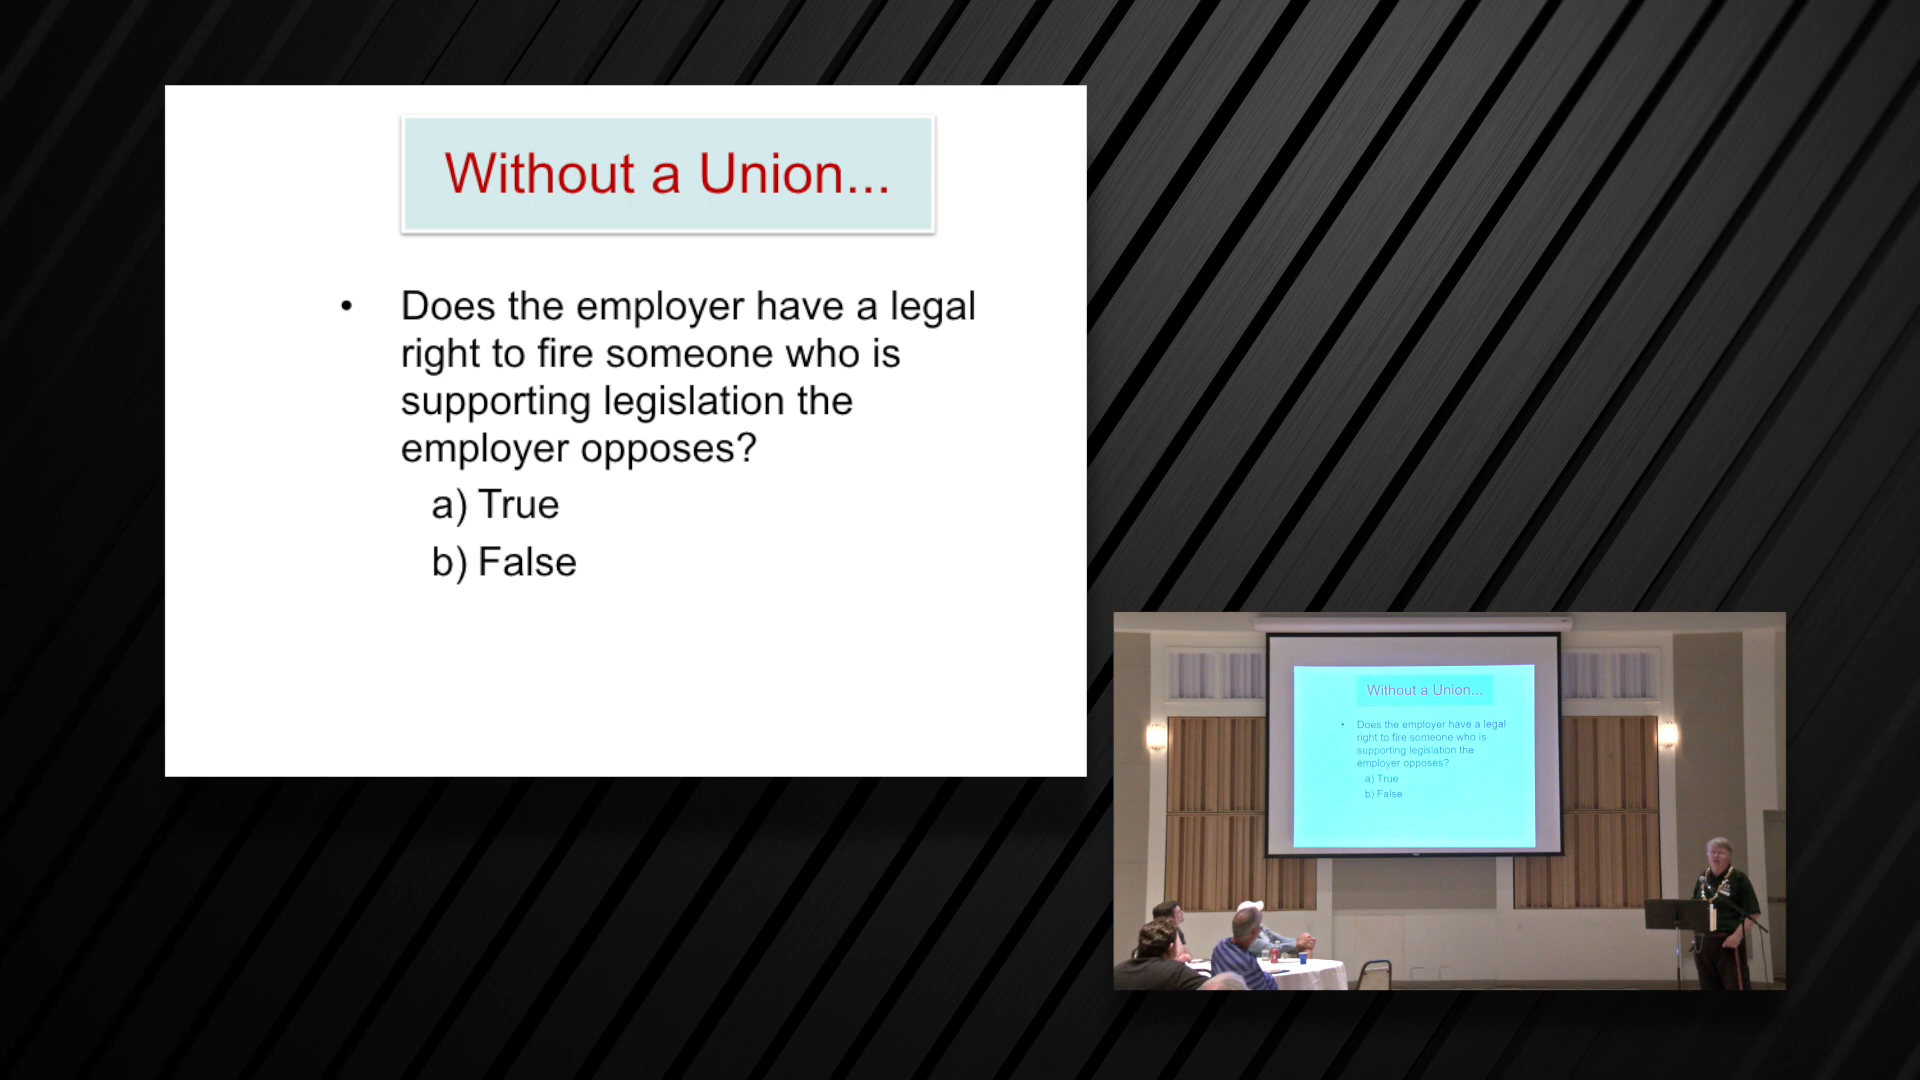 Without a Union...
• Does the employer have a legal
right to fire someone who is
supporting legislation the
employer opposes?
a) True
b) False
Without a Union...
• Does the employer have a legal
right to fire someone who is
supporting legislation the
employer opposes?
a) True
b) False